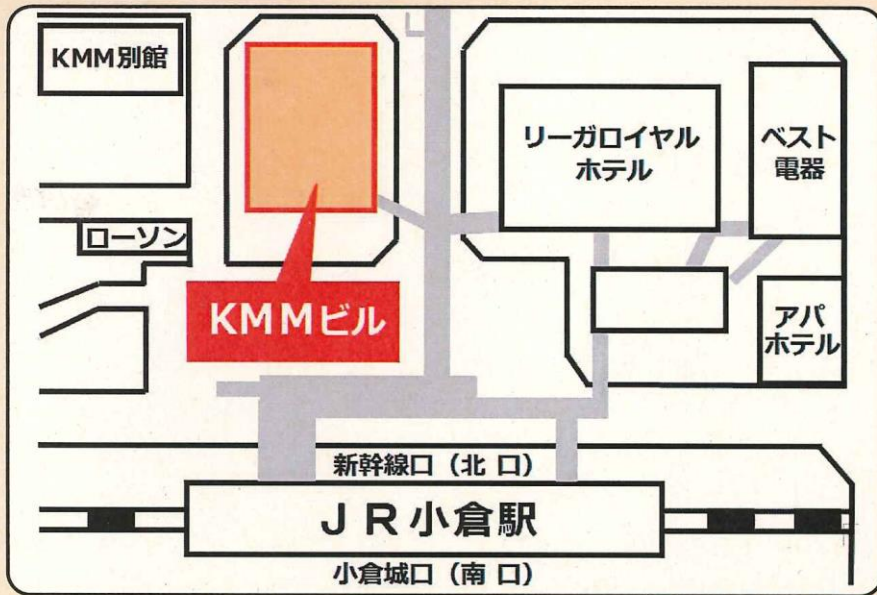 KMM別館
リーガロイヤル
ホテル
ベスト
電器
ローソン
KMMビル
アパ
ホテル
新幹線口（北 口）
ＪＲ小倉駅
小倉城口（南 口）